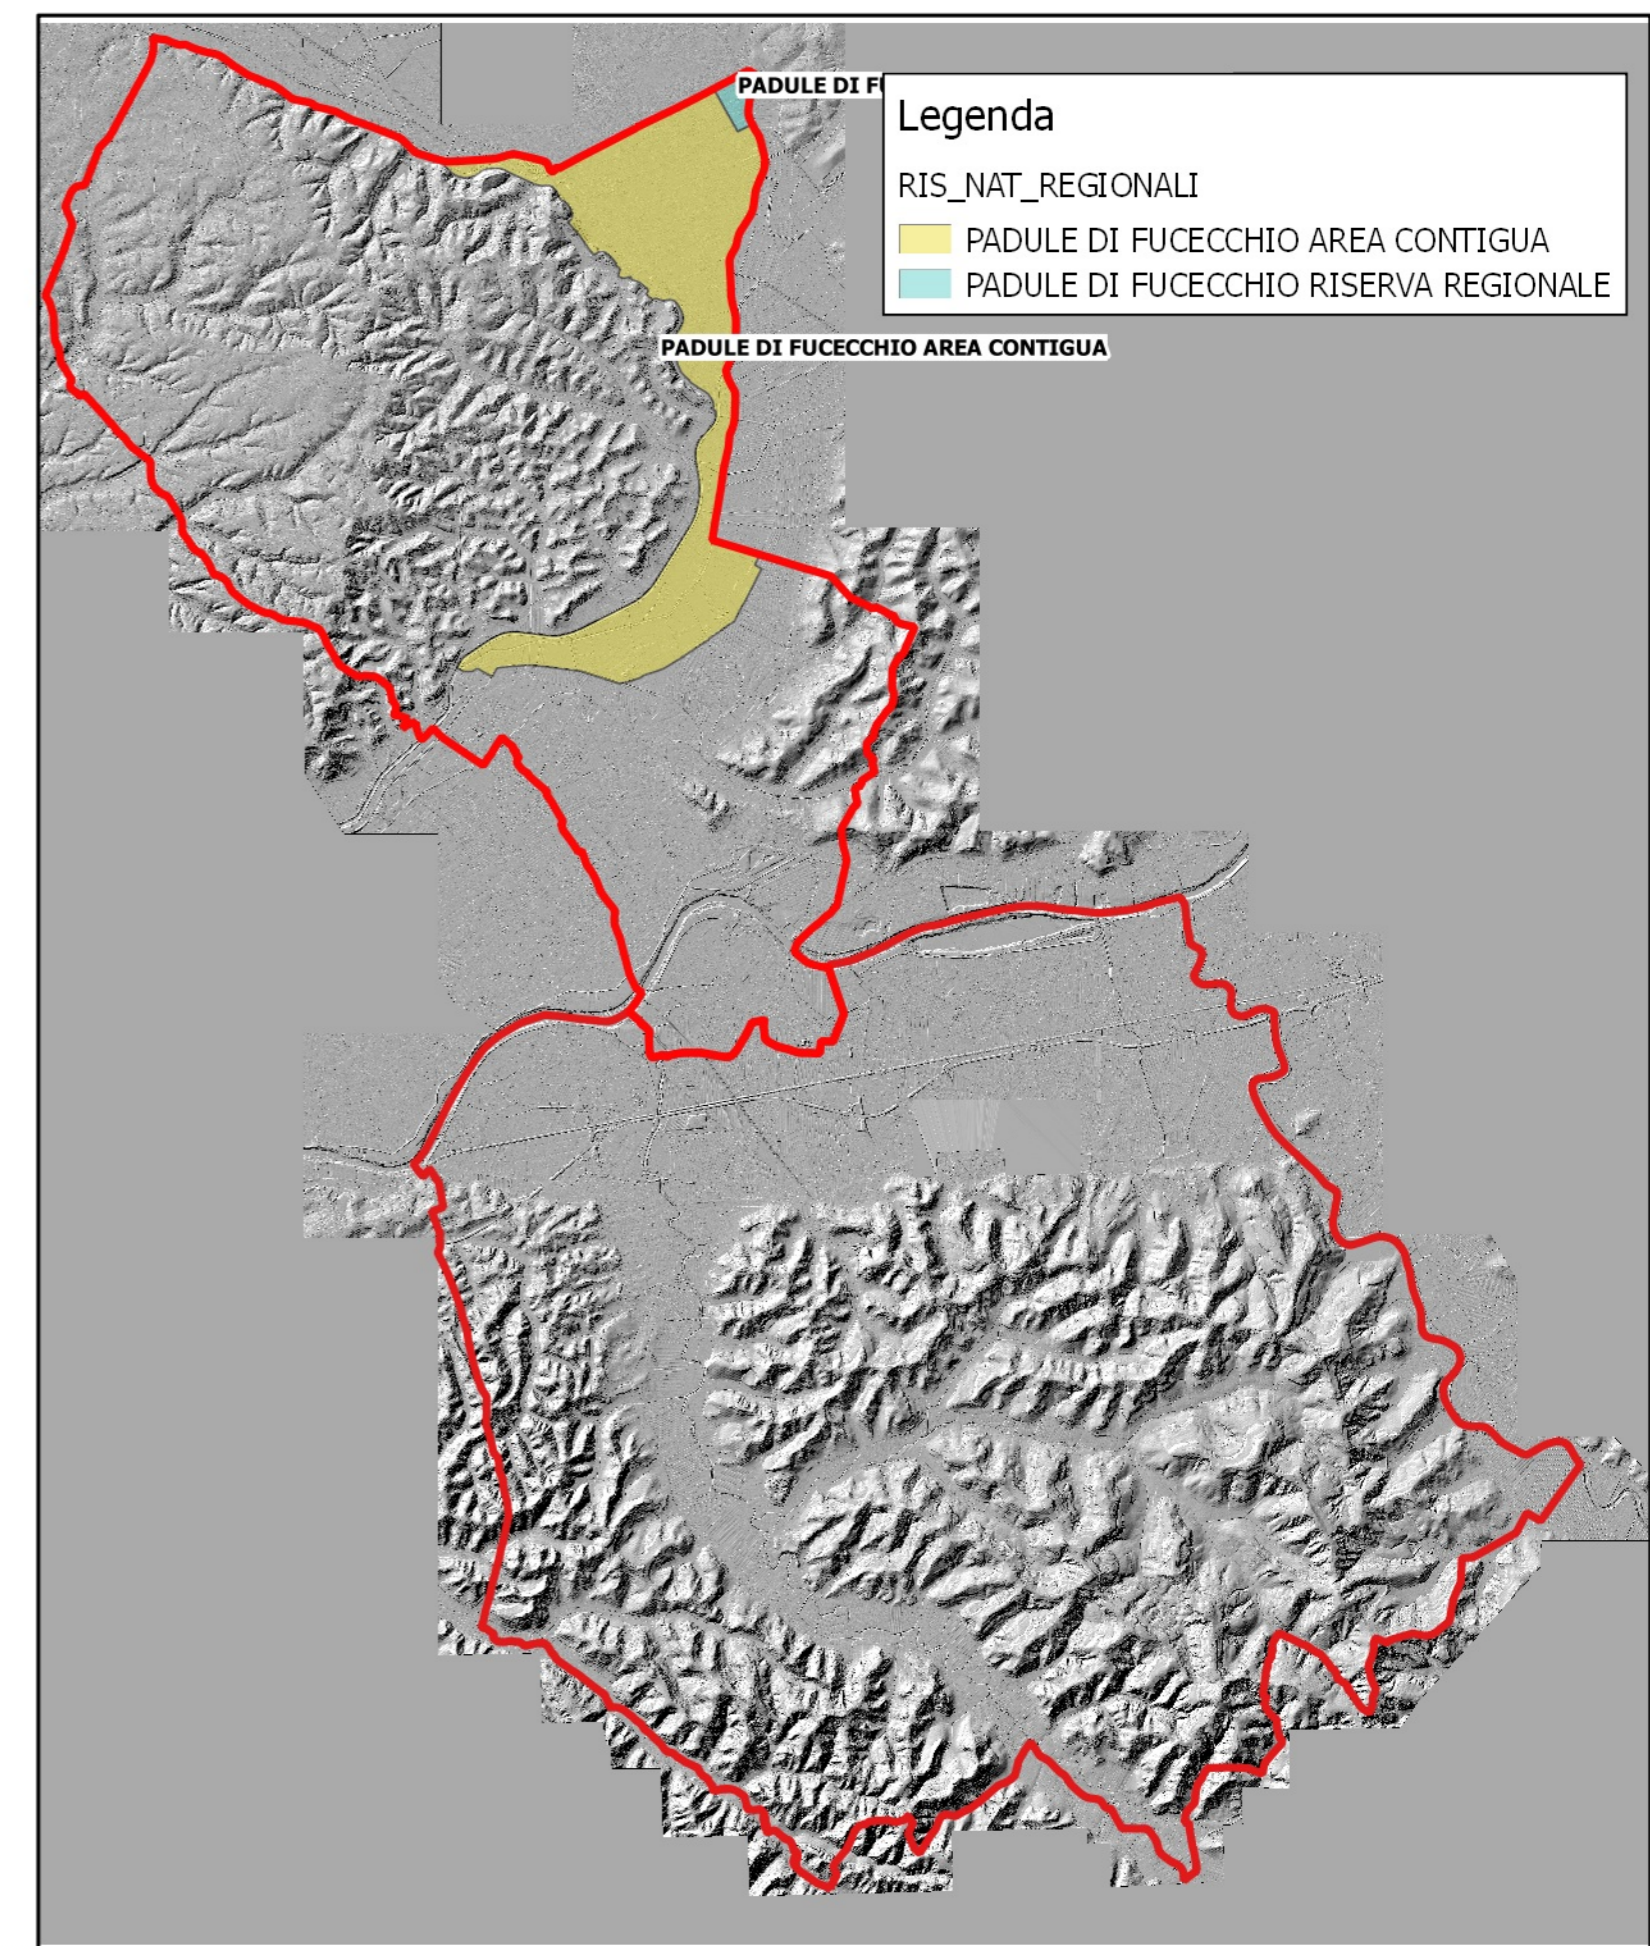 PADULE DI FU
Legenda
RIS_NAT_REGIONALI
PADULE DI FUCECCHIO AREA CONTIGUA
PADULE DI FUCECCHIO RISERVA REGIONALE
PADULE DI FUCECCHIO AREA CONTIGUA